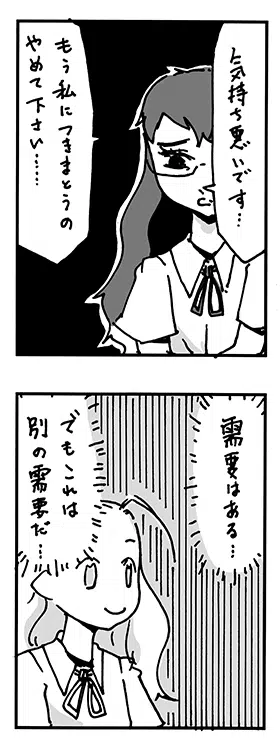 気持ち悪いです…
もう私につきまとうの
やめて下さい……
需要はある…
でもこれは
別の需要だ…